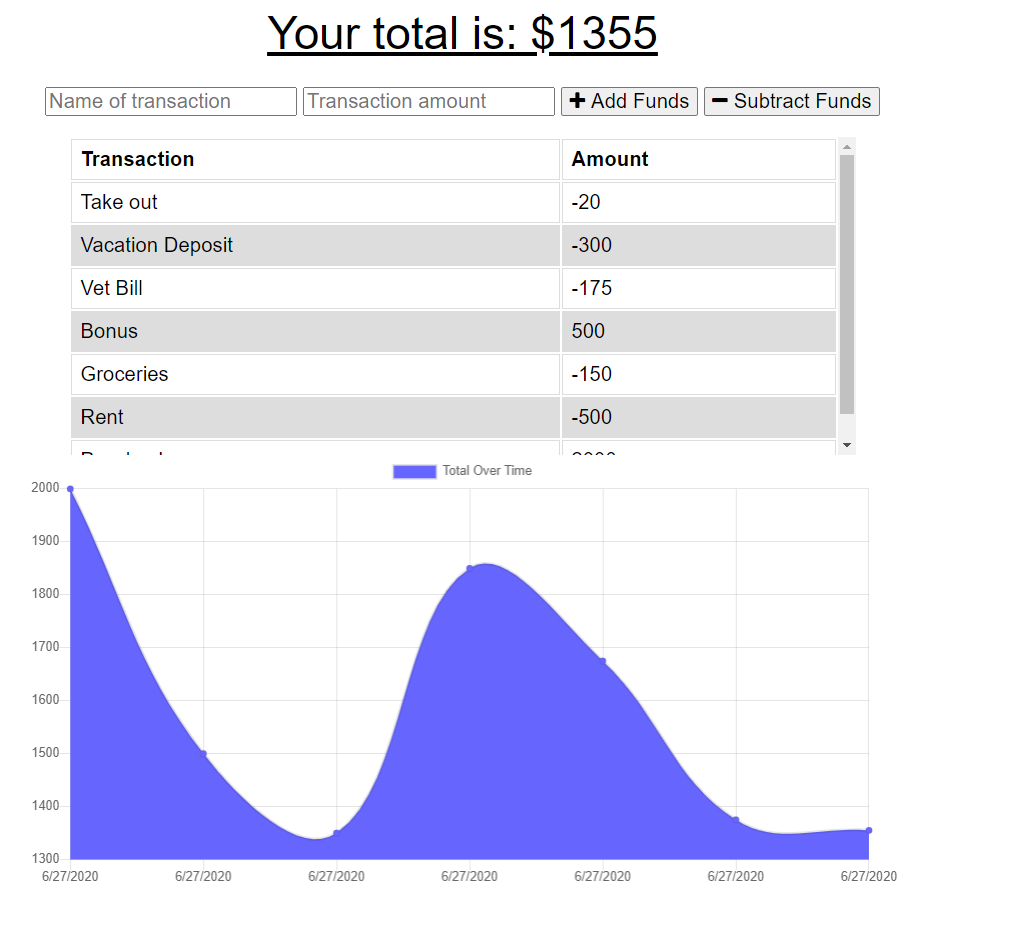 Your total is: $1355
Name of transaction Transaction amount + Add Funds − Subtract Funds
Transaction Amount
Take out -20
Vacation Deposit -300
Vet Bill -175
Bonus 500
Groceries -150
Rent -500
Total Over Time
2000
1900
1800
1700
1600
1500
1400
1300
6/27/2020 6/27/2020 6/27/2020 6/27/2020 6/27/2020 6/27/2020 6/27/2020